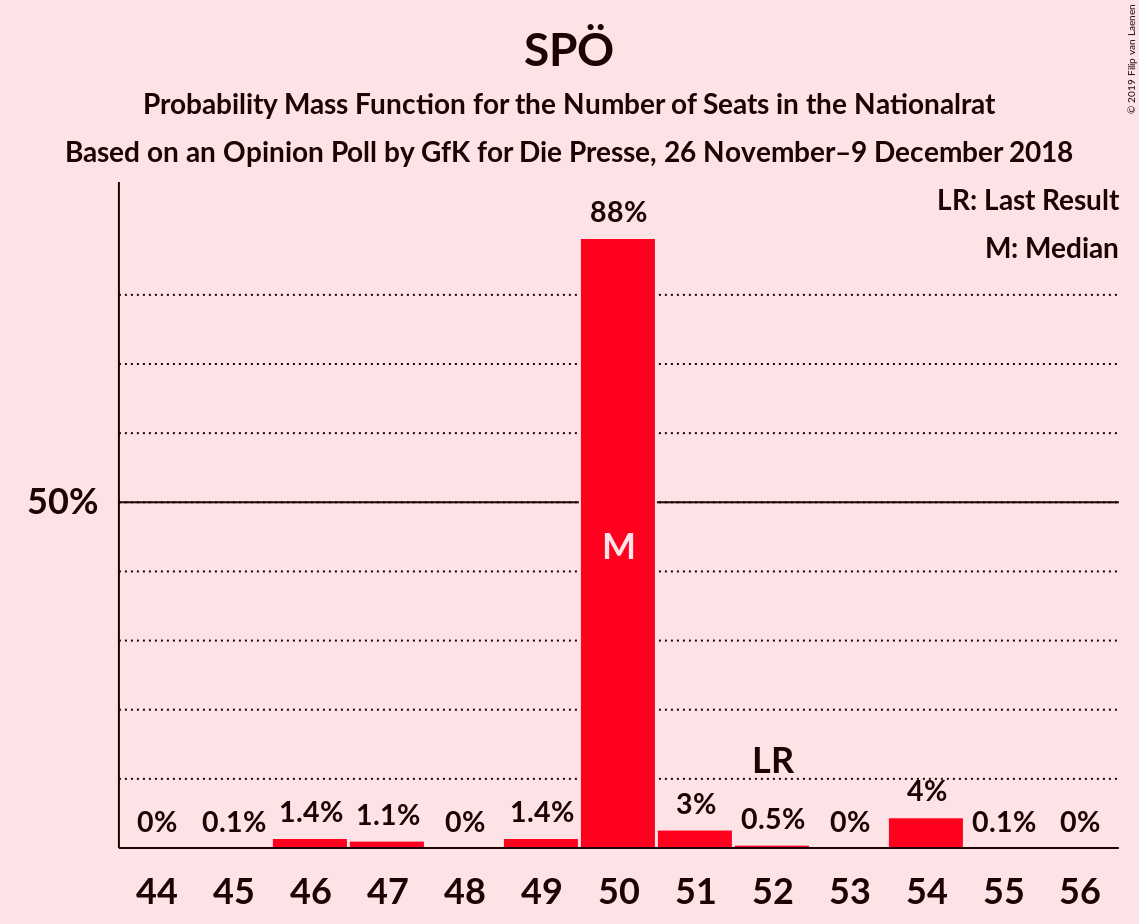 SPÖ
Probability Mass Function for the Number of Seats in the Nationalrat
Based on an Opinion Poll by GfK for Die Presse, 26 November–9 December 2018
© 2019 Filip van Laenen
LR: Last Result
M: Median
50%
0% 0.1% 1.4% 1.1% 0% 1.4% 88% 3% 0.5% 0% 4% 0.1% 0%
M
LR
44 45 46 47 48 49 50 51 52 53 54 55 56